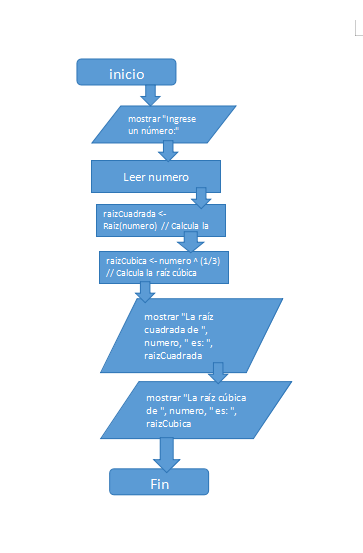 inicio
mostrar "Ingrese
un número:"
Leer numero
raizCuadrada <-
Raiz(numero) // Calcula la
raizCubica <- numero ^ (1/3)
// Calcula la raíz cúbica
mostrar "La raíz
cuadrada de ",
numero, " es: ",
raizCuadrada
mostrar "La raíz cúbica
de ", numero, " es: ",
raizCubica
Fin